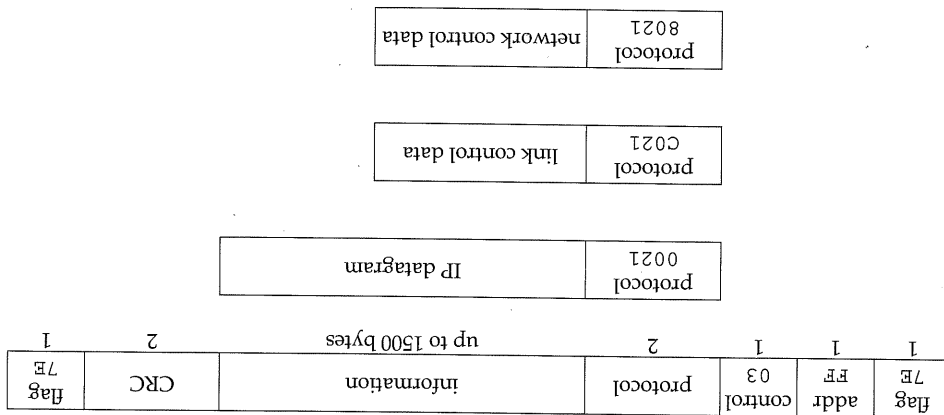 flag addr control protocol information CRC flag
7E FF 03 7E
1 1 1 2 up to 1500 bytes 2 1
protocol IP datagram
0021
protocol link control data
C021
protocol network control data
8021